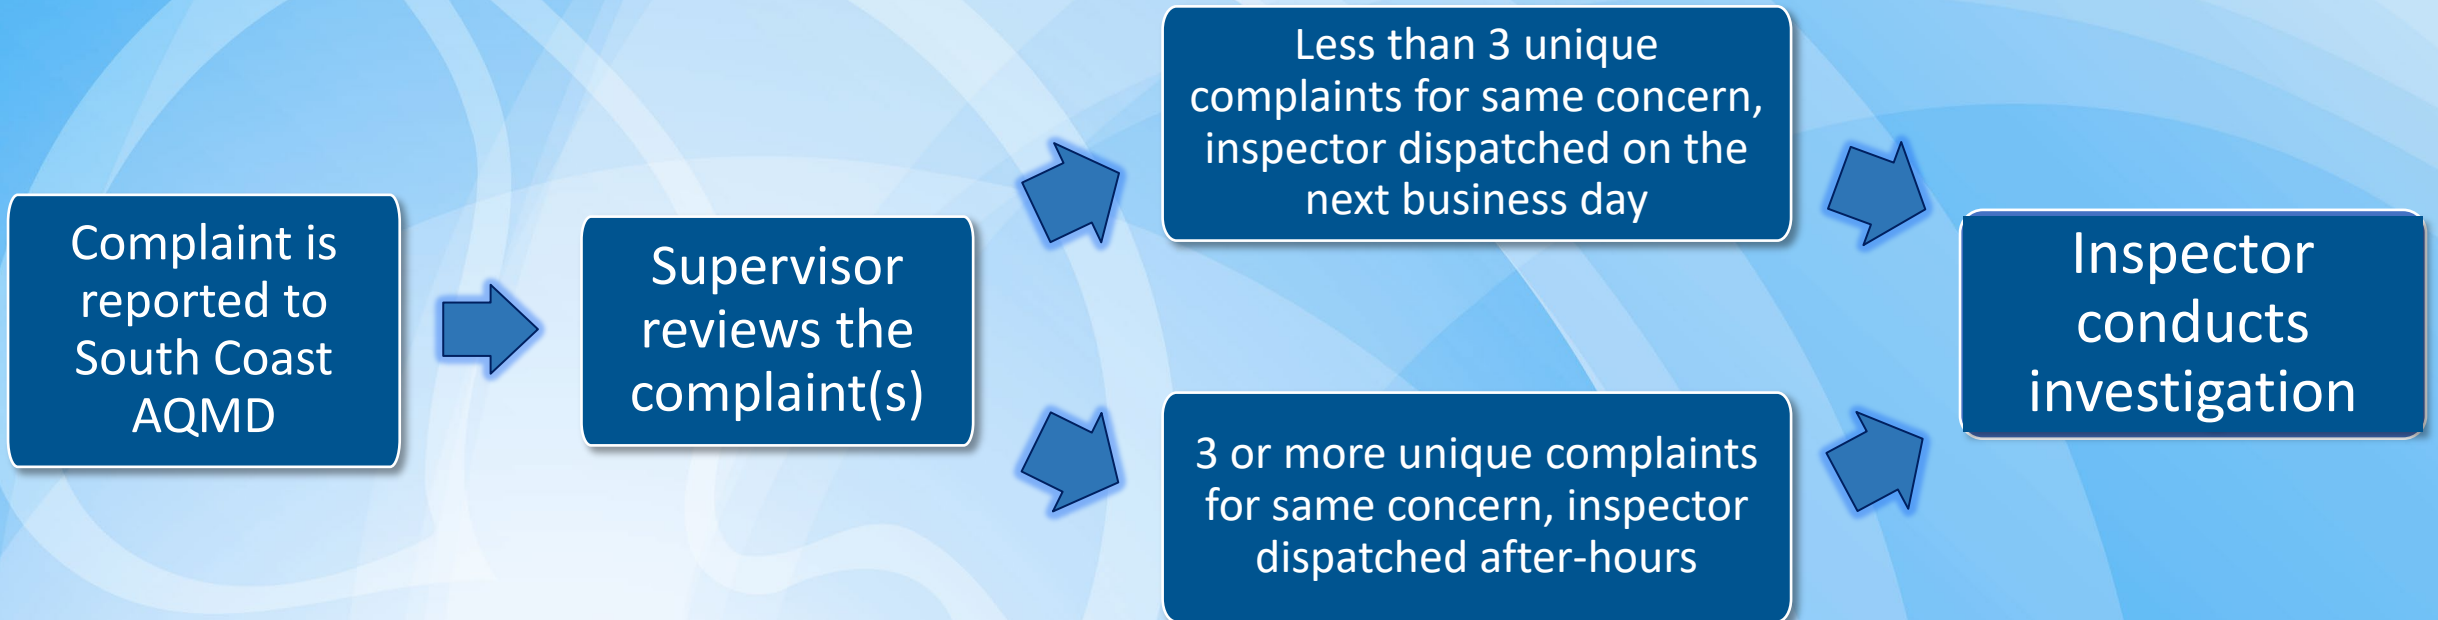 Complaint is
reported to
South Coast
AQMD
Supervisor
reviews the
complaint(s)
Less than 3 unique
complaints for same concern,
inspector dispatched on the
next business day
3 or more unique complaints
for same concern, inspector
dispatched after-hours
Inspector
conducts
investigation